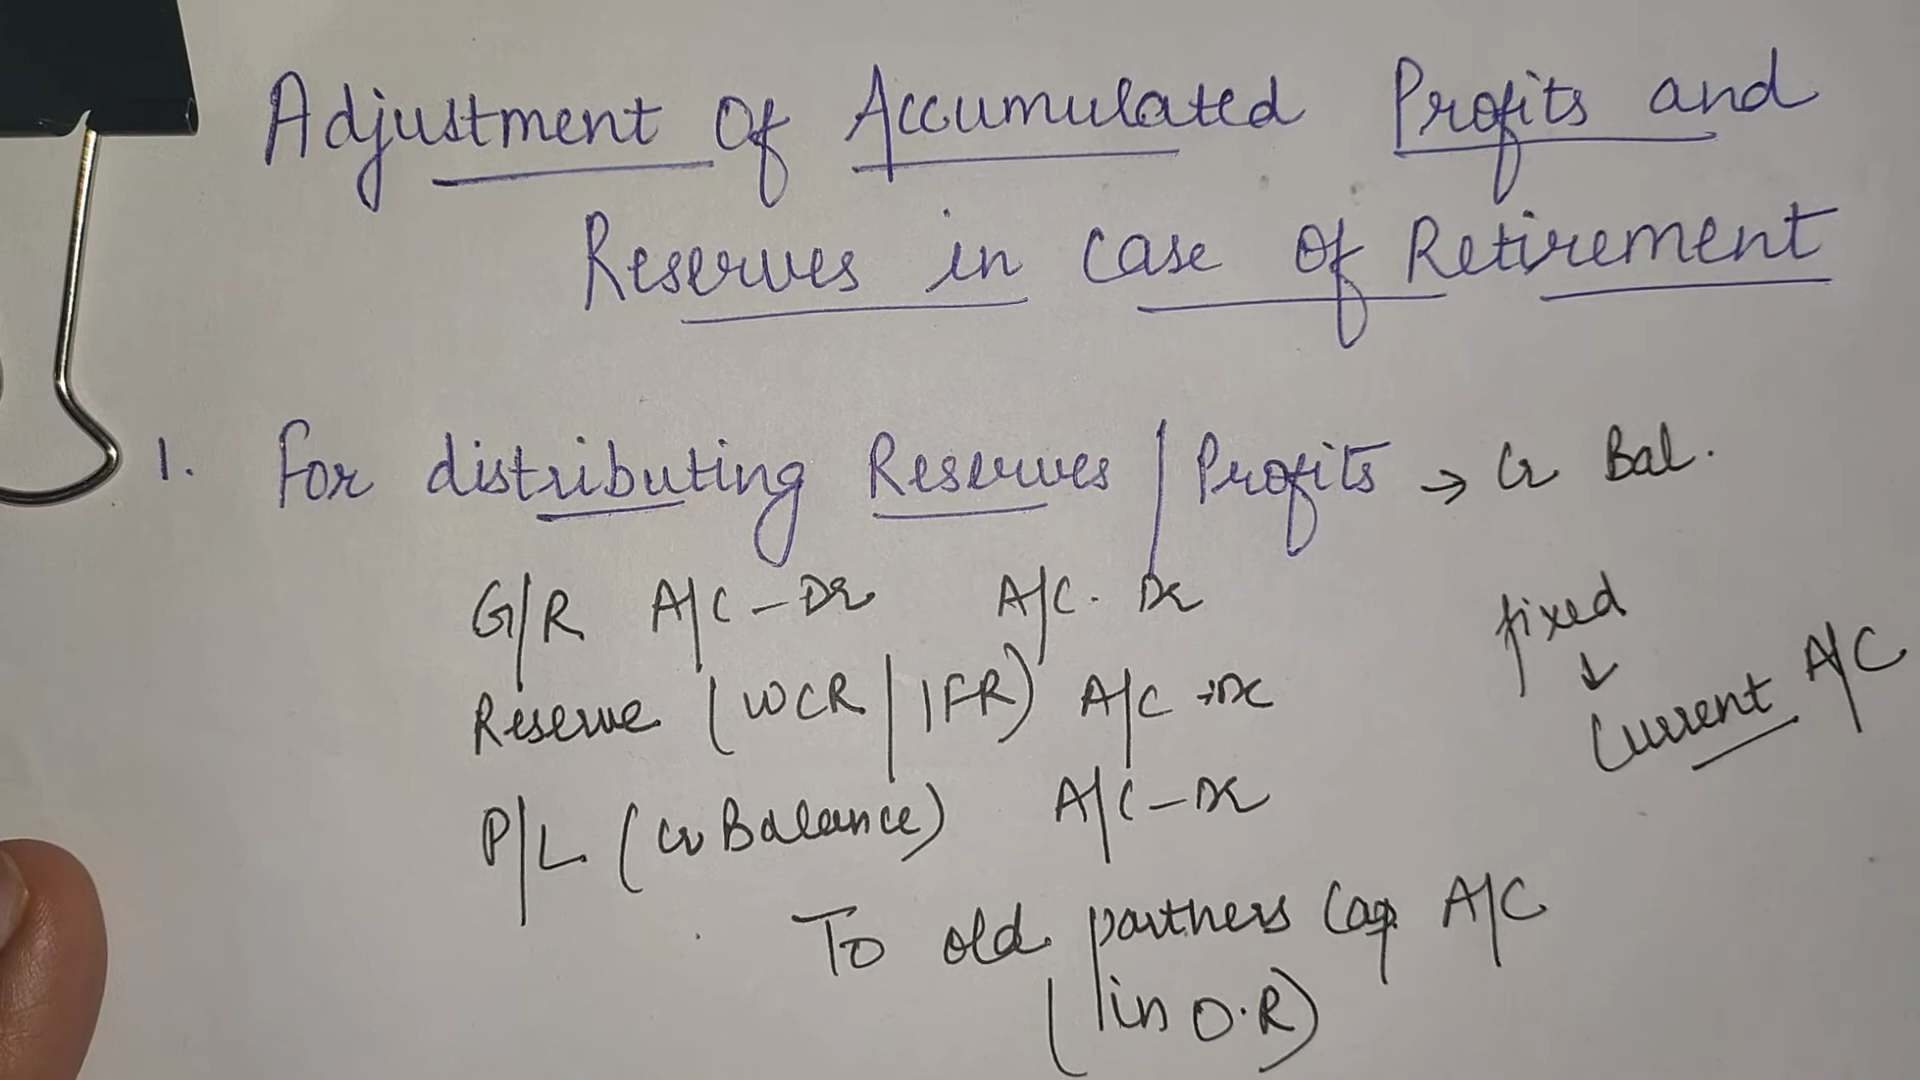 Adjustment Of Accumulated Profits and
Reserves in Case Of Retirement
1. For distributing Reserves / Profits → Cr Bal.
G/R A/C - Dr A/C. Dr
Reserve (WCR / IFR) A/C - Dr
P/L (Cr Balance) A/C - Dr
To old partners Cap A/C
(in O.R)
fixed
↓
Current A/C